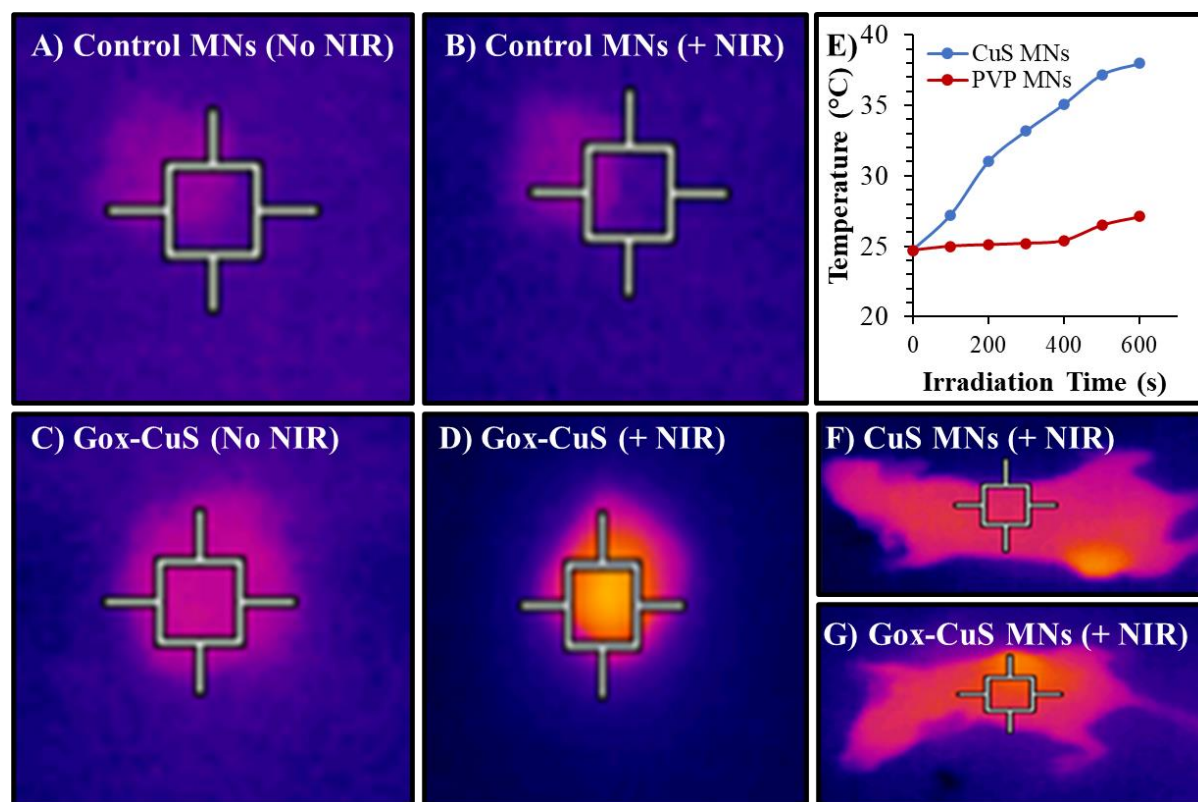 A) Control MNs (No NIR)
B) Control MNs (+ NIR)
E)
CuS MNs
PVP MNs
Temperature (°C)
40
35
30
25
20
0
200
400
600
Irradiation Time (s)
C) Gox-CuS (No NIR)
D) Gox-CuS (+ NIR)
F) CuS MNs (+ NIR)
G) Gox-CuS MNs (+ NIR)